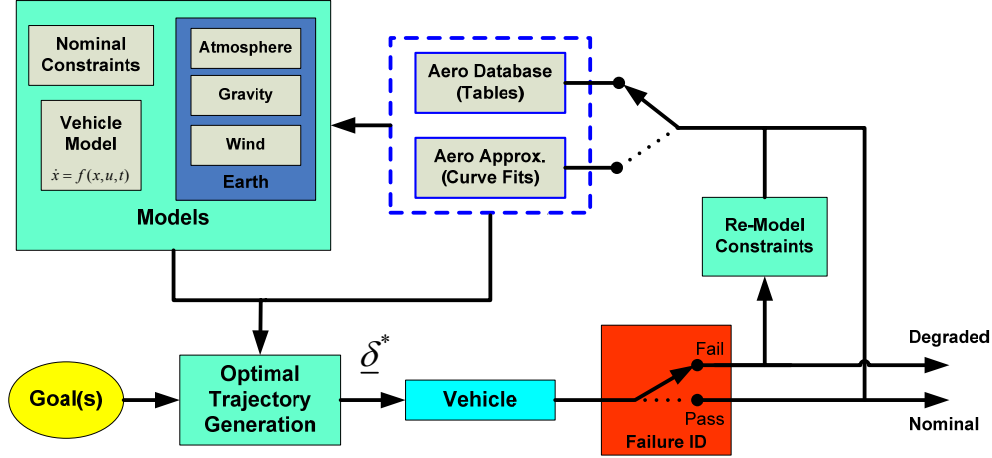 Nominal
Constraints
Vehicle
Model
ẋ = f(x,u,t)
Atmosphere
Gravity
Wind
Earth
Models
Aero Database
(Tables)
Aero Approx.
(Curve Fits)
Re-Model
Constraints
Goal(s)
Optimal
Trajectory
Generation
δ*
Vehicle
Fail
Pass
Failure ID
Degraded
Nominal